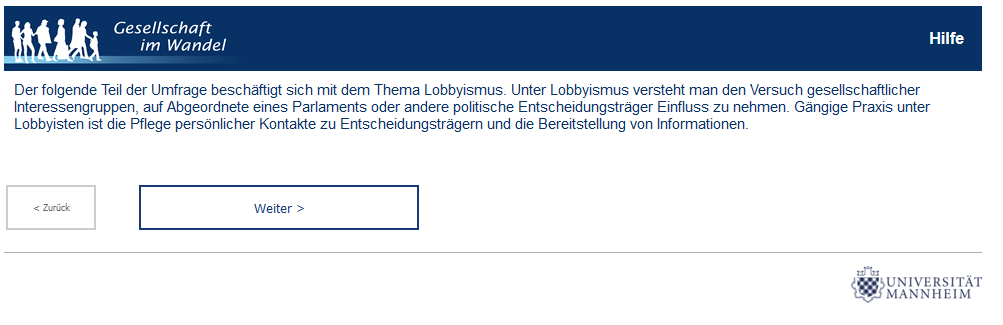 Gesellschaft
im Wandel
Hilfe
Der folgende Teil der Umfrage beschäftigt sich mit dem Thema Lobbyismus. Unter Lobbyismus versteht man den Versuch gesellschaftlicher
Interessengruppen, auf Abgeordnete eines Parlaments oder andere politische Entscheidungsträger Einfluss zu nehmen. Gängige Praxis unter
Lobbyisten ist die Pflege persönlicher Kontakte zu Entscheidungsträgern und die Bereitstellung von Informationen.
< Zurück
Weiter >
UNIVERSITÄT
MANNHEIM